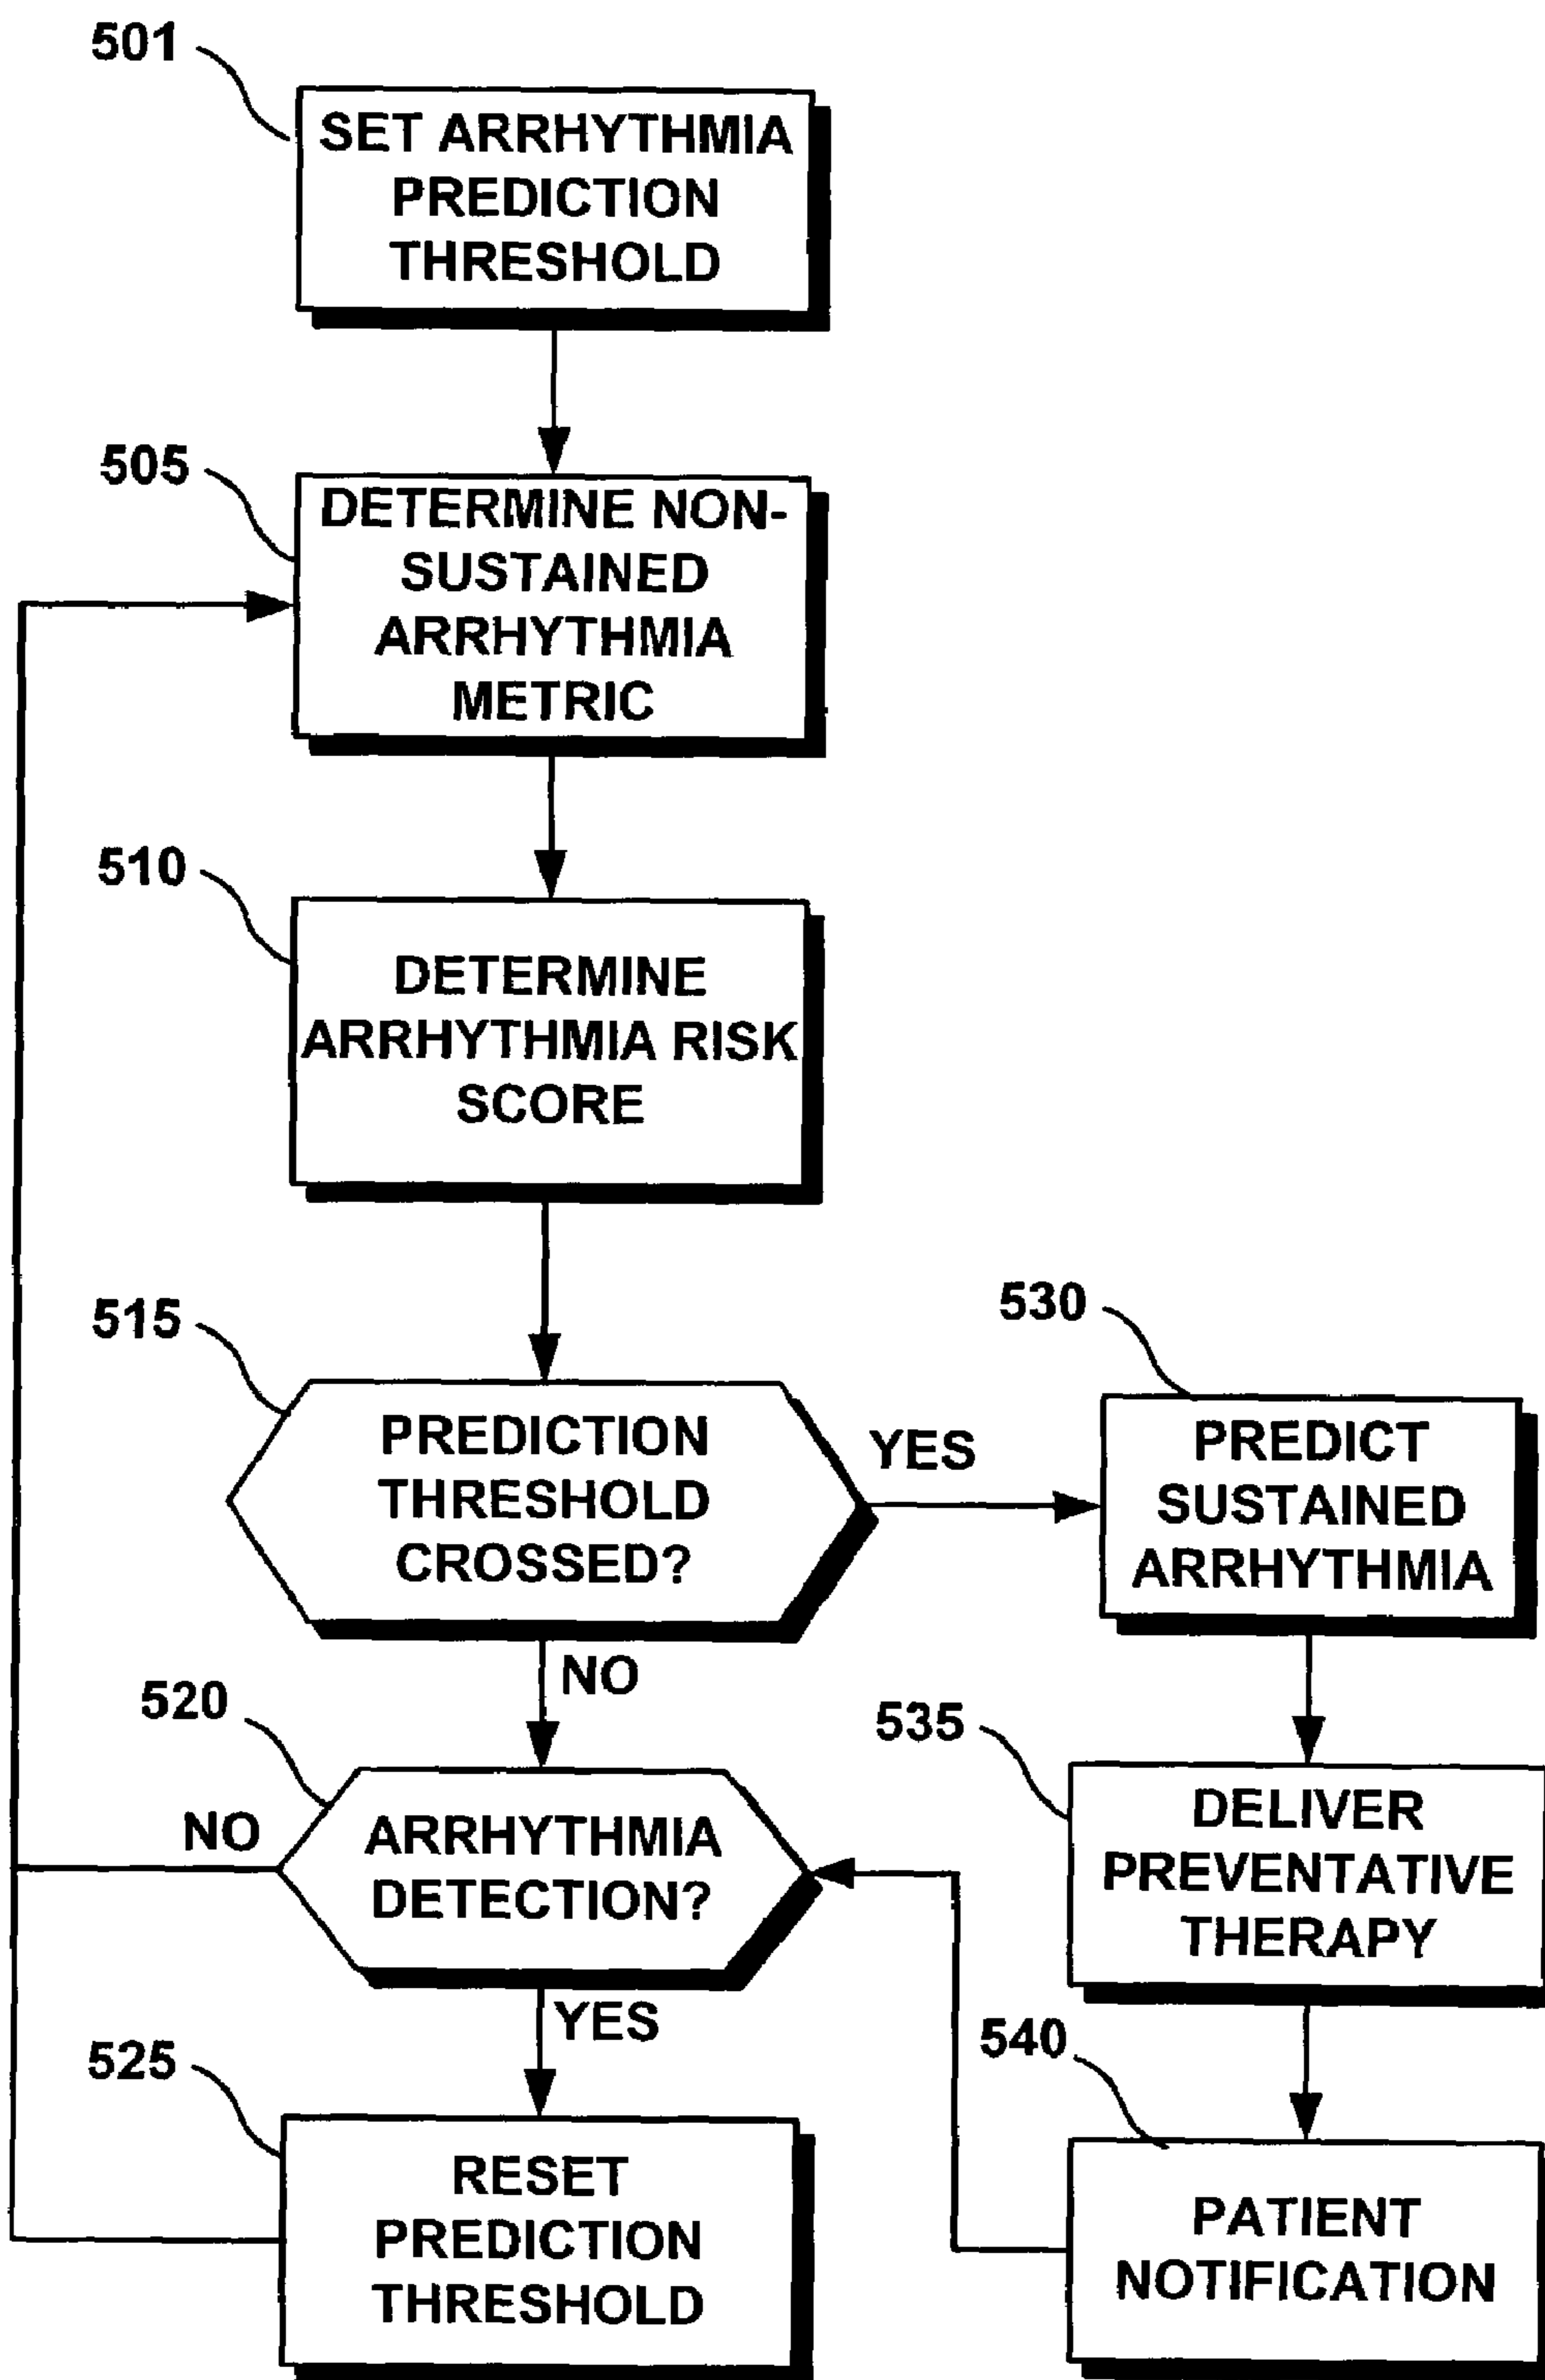 501
SET ARRHYTHMIA
PREDICTION
THRESHOLD
505
DETERMINE NON-
SUSTAINED
ARRHYTHMIA
METRIC
510
DETERMINE
ARRHYTHMIA RISK
SCORE
515
PREDICTION
THRESHOLD
CROSSED?
YES
NO
530
PREDICT
SUSTAINED
ARRHYTHMIA
520
ARRHYTHMIA
DETECTION?
NO
YES
535
DELIVER
PREVENTATIVE
THERAPY
525
RESET
PREDICTION
THRESHOLD
540
PATIENT
NOTIFICATION